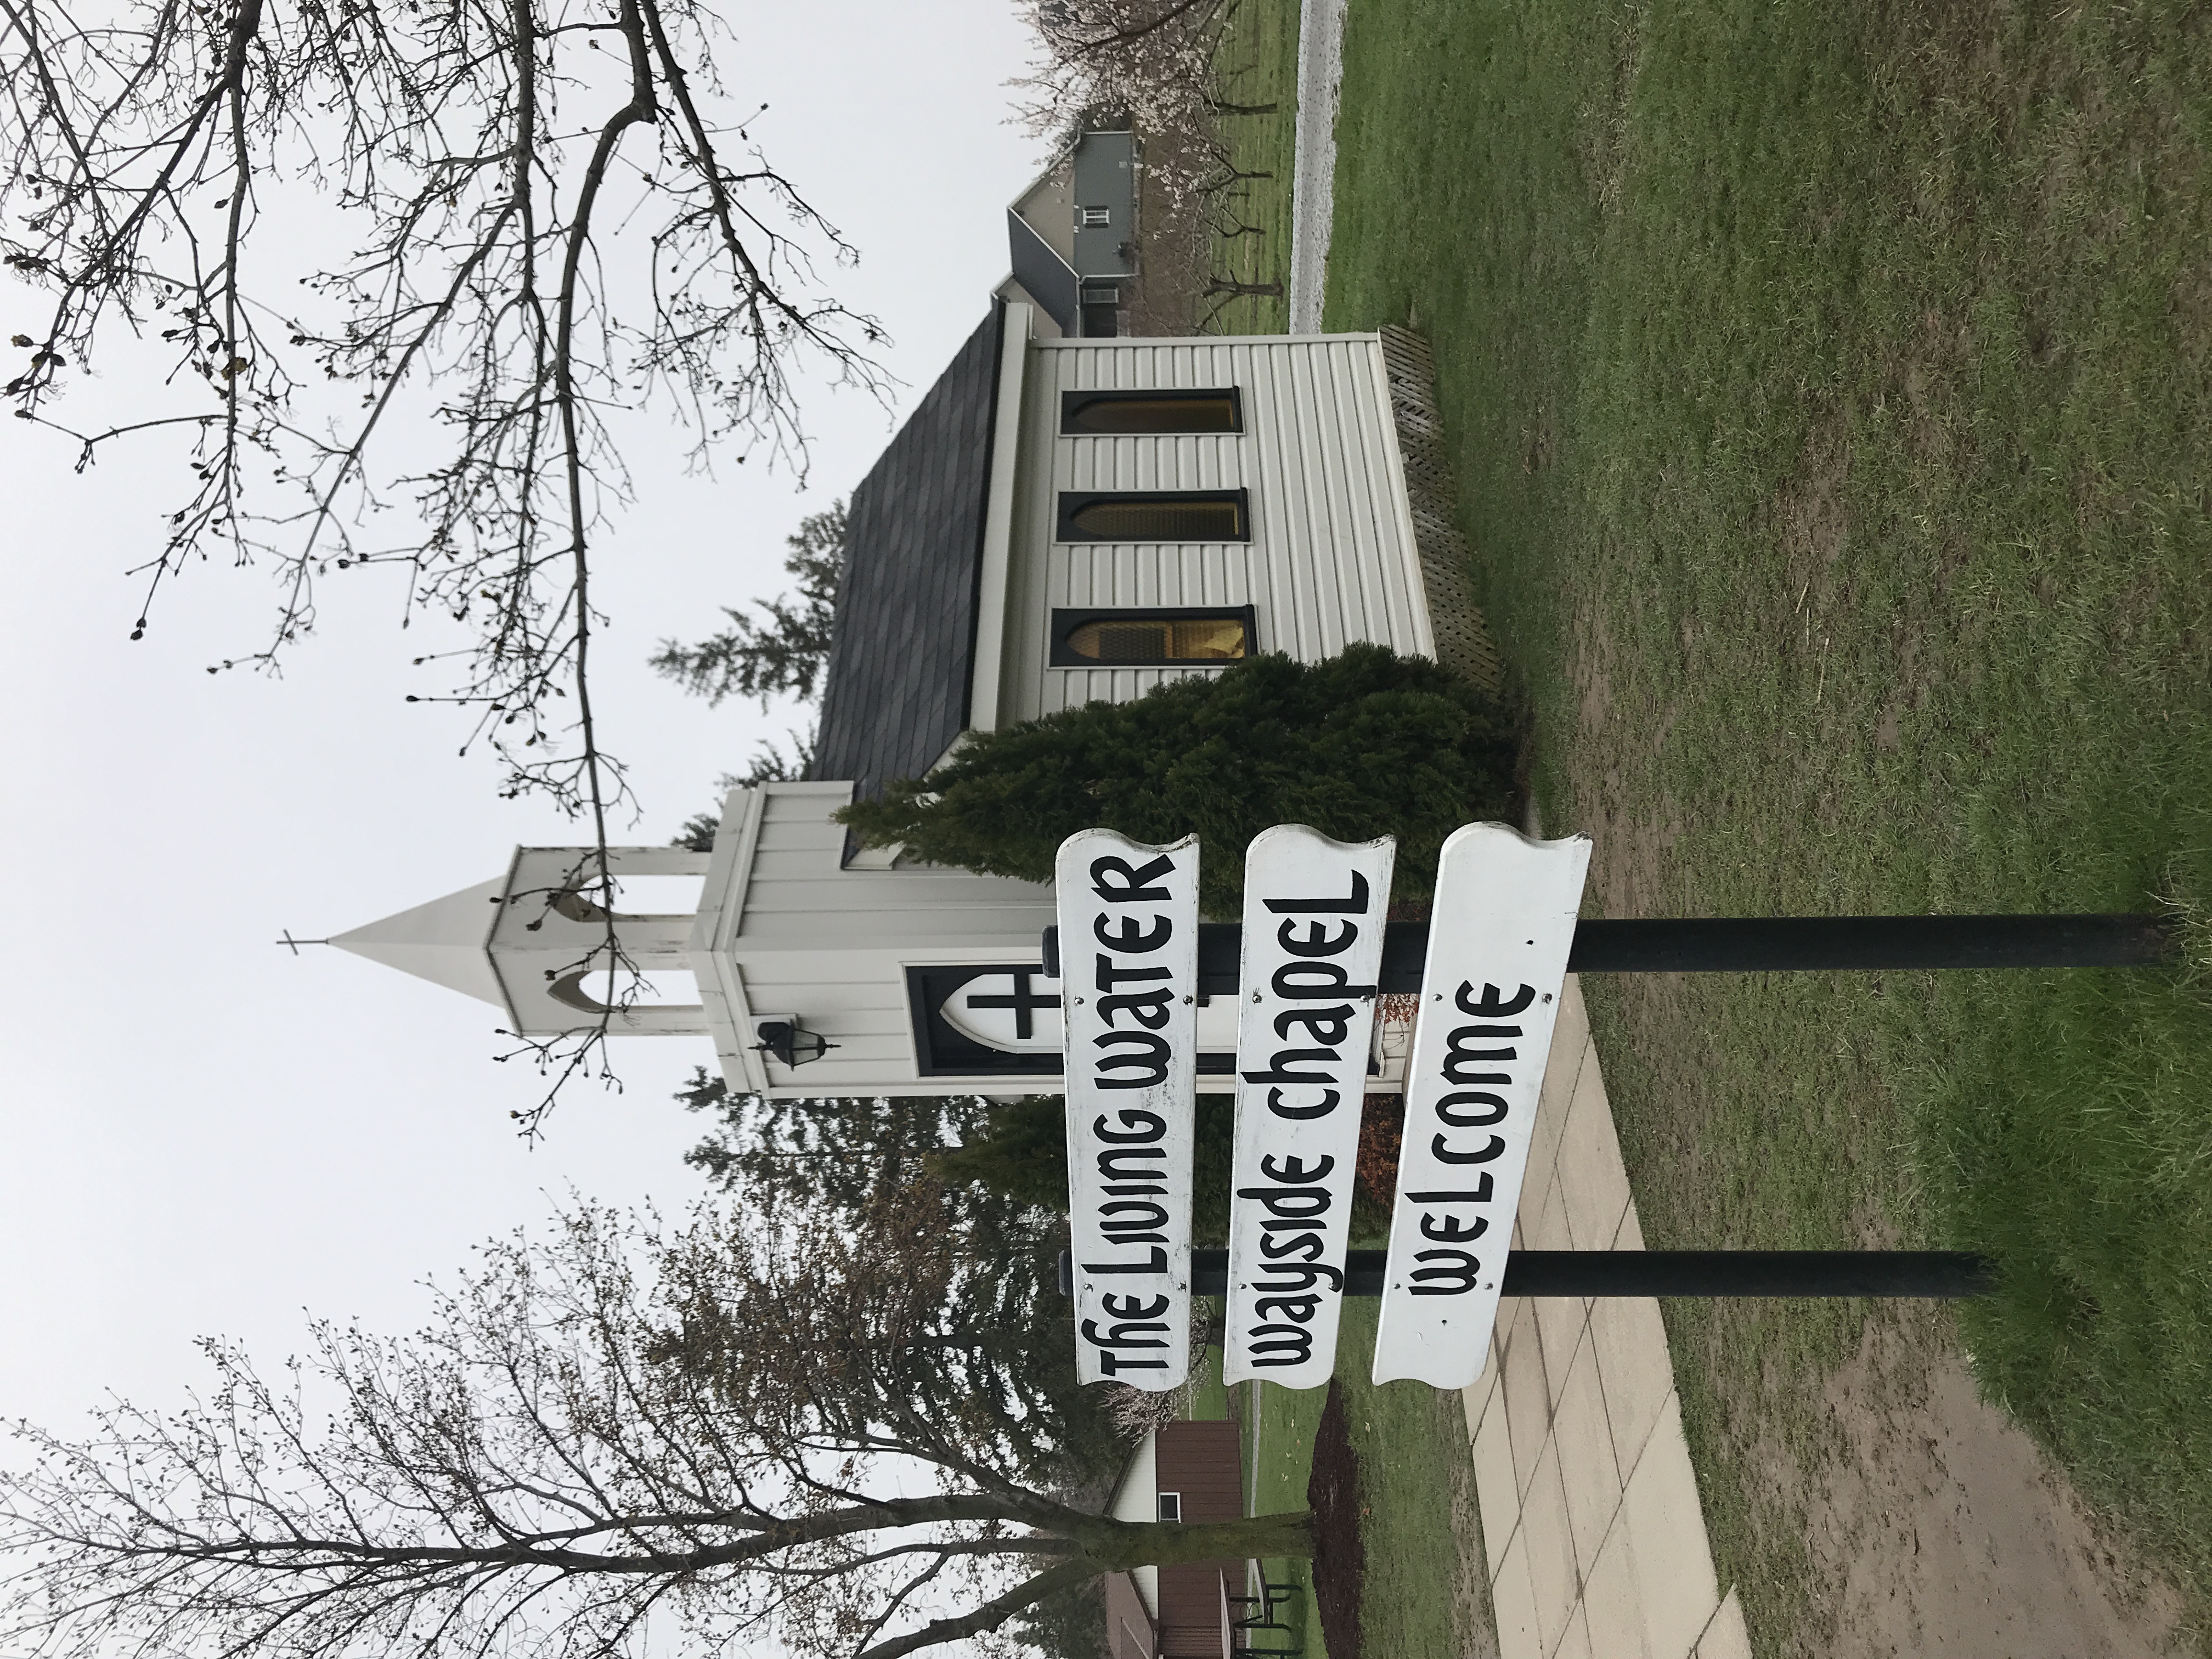 The Living Water
wayside chapel
· welcome ·